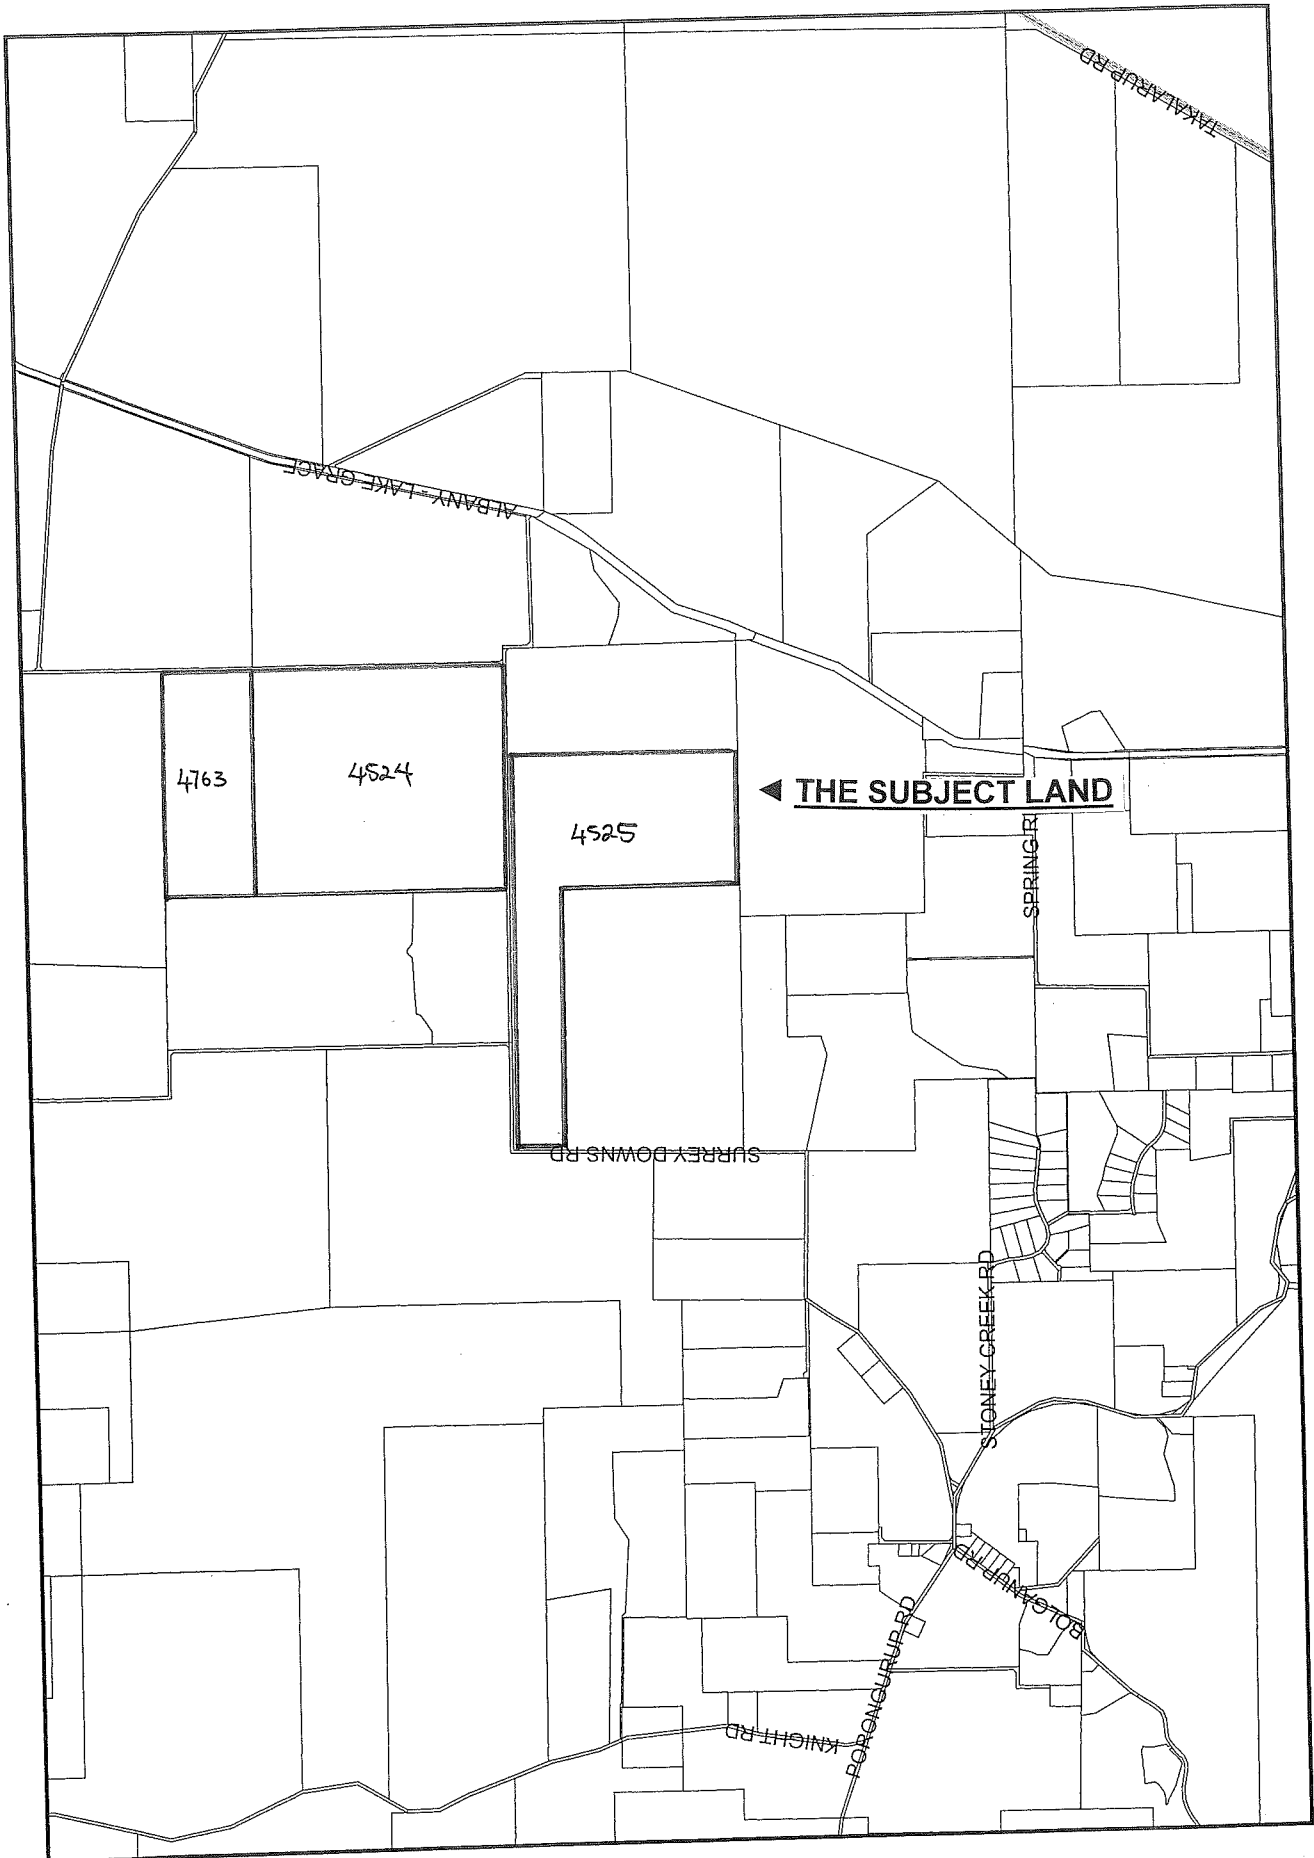 TAKALARUP RD
ALBANY - LAKE GRACE
4763
4524
THE SUBJECT LAND
4525
SPRING R
SURREY DOWNS RD
STONEY CREEK RD
BOLGANUP RD
PORONGURUP RD
KNIGHT RD